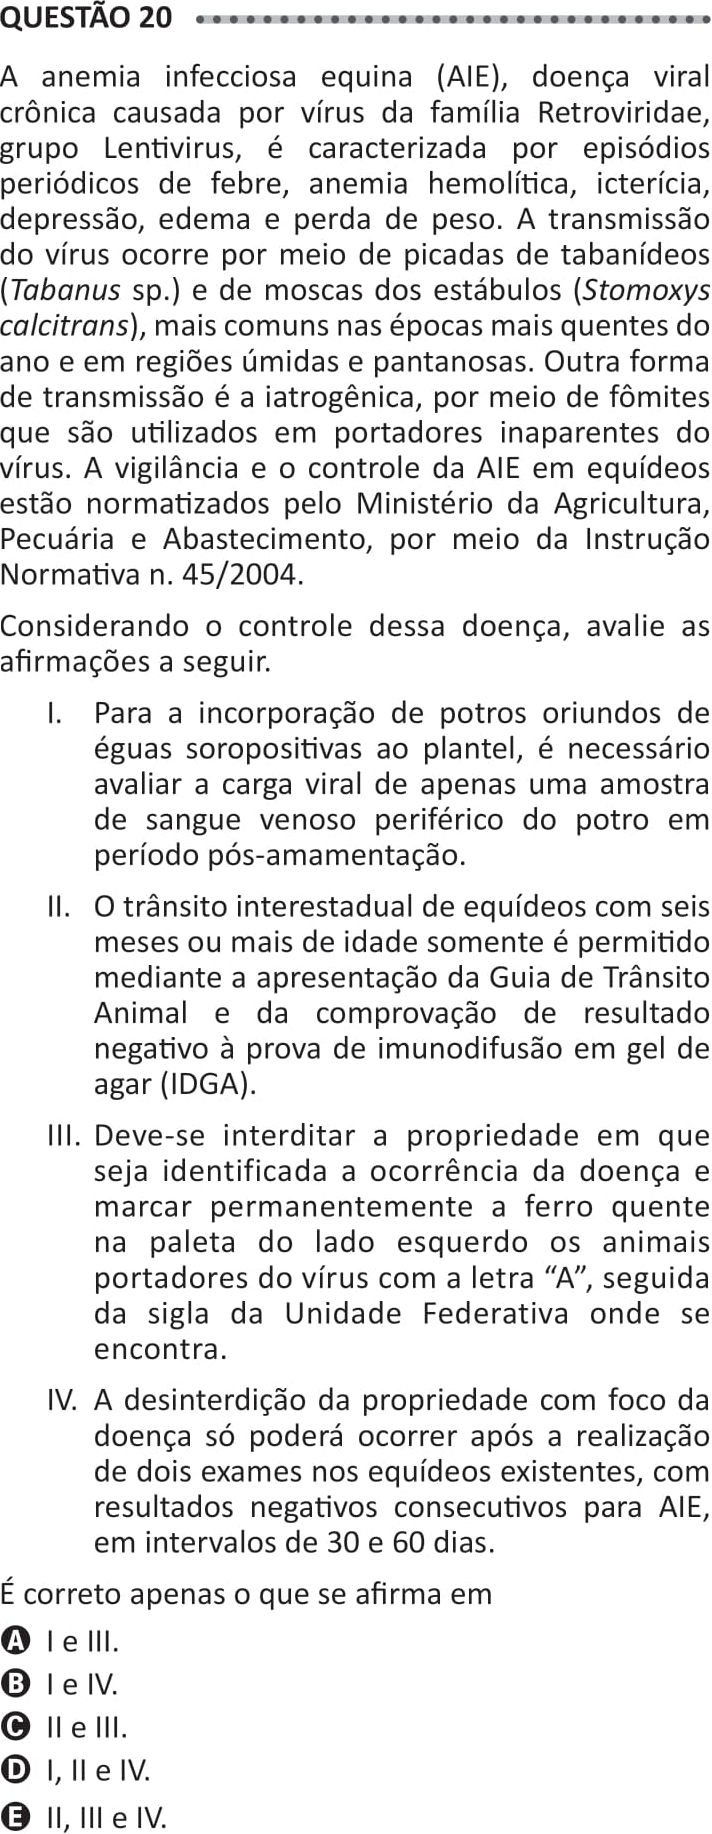 QUESTÃO 20
A anemia infecciosa equina (AIE), doença viral
crônica causada por vírus da família Retroviridae,
grupo Lentivirus, é caracterizada por episódios
periódicos de febre, anemia hemolítica, icterícia,
depressão, edema e perda de peso. A transmissão
do vírus ocorre por meio de picadas de tabanídeos
(Tabanus sp.) e de moscas dos estábulos (Stomoxys
calcitrans), mais comuns nas épocas mais quentes do
ano e em regiões úmidas e pantanosas. Outra forma
de transmissão é a iatrogênica, por meio de fômites
que são utilizados em portadores inaparentes do
vírus. A vigilância e o controle da AIE em equídeos
estão normatizados pelo Ministério da Agricultura,
Pecuária e Abastecimento, por meio da Instrução
Normativa n. 45/2004.
Considerando o controle dessa doença, avalie as
afirmações a seguir.
I. Para a incorporação de potros oriundos de
éguas soropositivas ao plantel, é necessário
avaliar a carga viral de apenas uma amostra
de sangue venoso periférico do potro em
período pós-amamentação.
II. O trânsito interestadual de equídeos com seis
meses ou mais de idade somente é permitido
mediante a apresentação da Guia de Trânsito
Animal e da comprovação de resultado
negativo à prova de imunodifusão em gel de
agar (IDGA).
III. Deve-se interditar a propriedade em que
seja identificada a ocorrência da doença e
marcar permanentemente a ferro quente
na paleta do lado esquerdo os animais
portadores do vírus com a letra “A”, seguida
da sigla da Unidade Federativa onde se
encontra.
IV. A desinterdição da propriedade com foco da
doença só poderá ocorrer após a realização
de dois exames nos equídeos existentes, com
resultados negativos consecutivos para AIE,
em intervalos de 30 e 60 dias.
É correto apenas o que se afirma em
A I e III.
B I e IV.
C II e III.
D I, II e IV.
E II, III e IV.